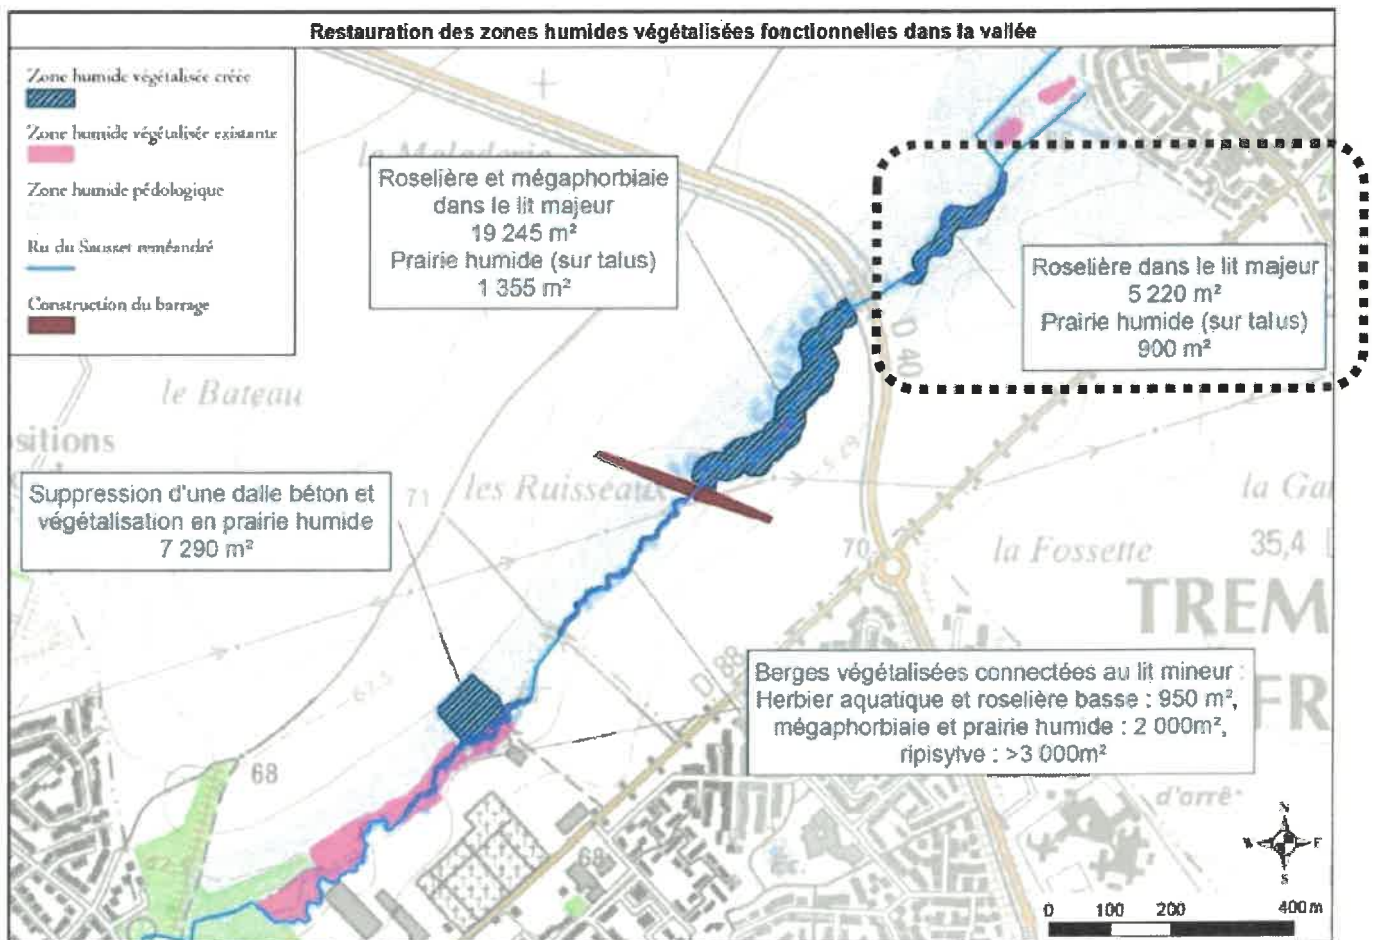 Restauration des zones humides végétalisées fonctionnelles dans la vallée
Zone humide végétalisée créée
Zone humide végétalisée existante
Zone humide pédologique
Ru du Sausset reméandré
Construction du barrage
Roselière et mégaphorbiaie
dans le lit majeur
19 245 m²
Prairie humide (sur talus)
1 355 m²
Roselière dans le lit majeur
5 220 m²
Prairie humide (sur talus)
900 m²
D 40
le Bateau
sitions
Suppression d'une dalle béton et
végétalisation en prairie humide
7 290 m²
71
les Ruisseaux
la Gar
70
la Fossette
35,4
TREM
FR
D 88
67,5
68
Berges végétalisées connectées au lit mineur :
Herbier aquatique et roselière basse : 950 m²,
mégaphorbiaie et prairie humide : 2 000m²,
ripisylve : >3 000m²
d'arrê
N
S
0 100 200 400 m